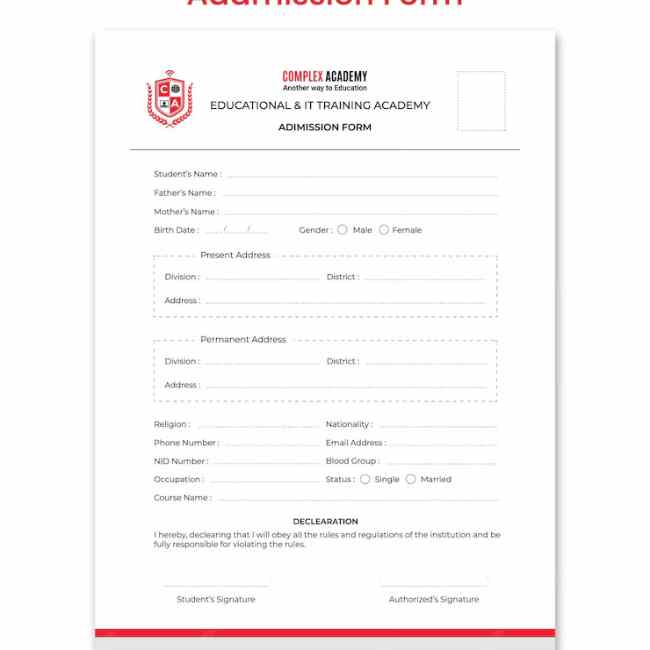 Addmission Form
COMPLEX ACADEMY
Another way to Education
EDUCATIONAL & IT TRAINING ACADEMY
ADIMISSION FORM
C
A
Student's Name :
Father's Name :
Mother's Name :
Birth Date : / /
Gender : Male Female
Present Address
Division : District :
Address :
Permanent Address
Division : District :
Address :
Religion : Nationality :
Phone Number : Email Address :
NID Number : Blood Group :
Occupation : Status : Single Married
Course Name :
DECLEARATION
I hereby, declearing that I will obey all the rules and regulations of the institution and be
fully responsible for violating the rules.
Student's Signature Authorized's Signature